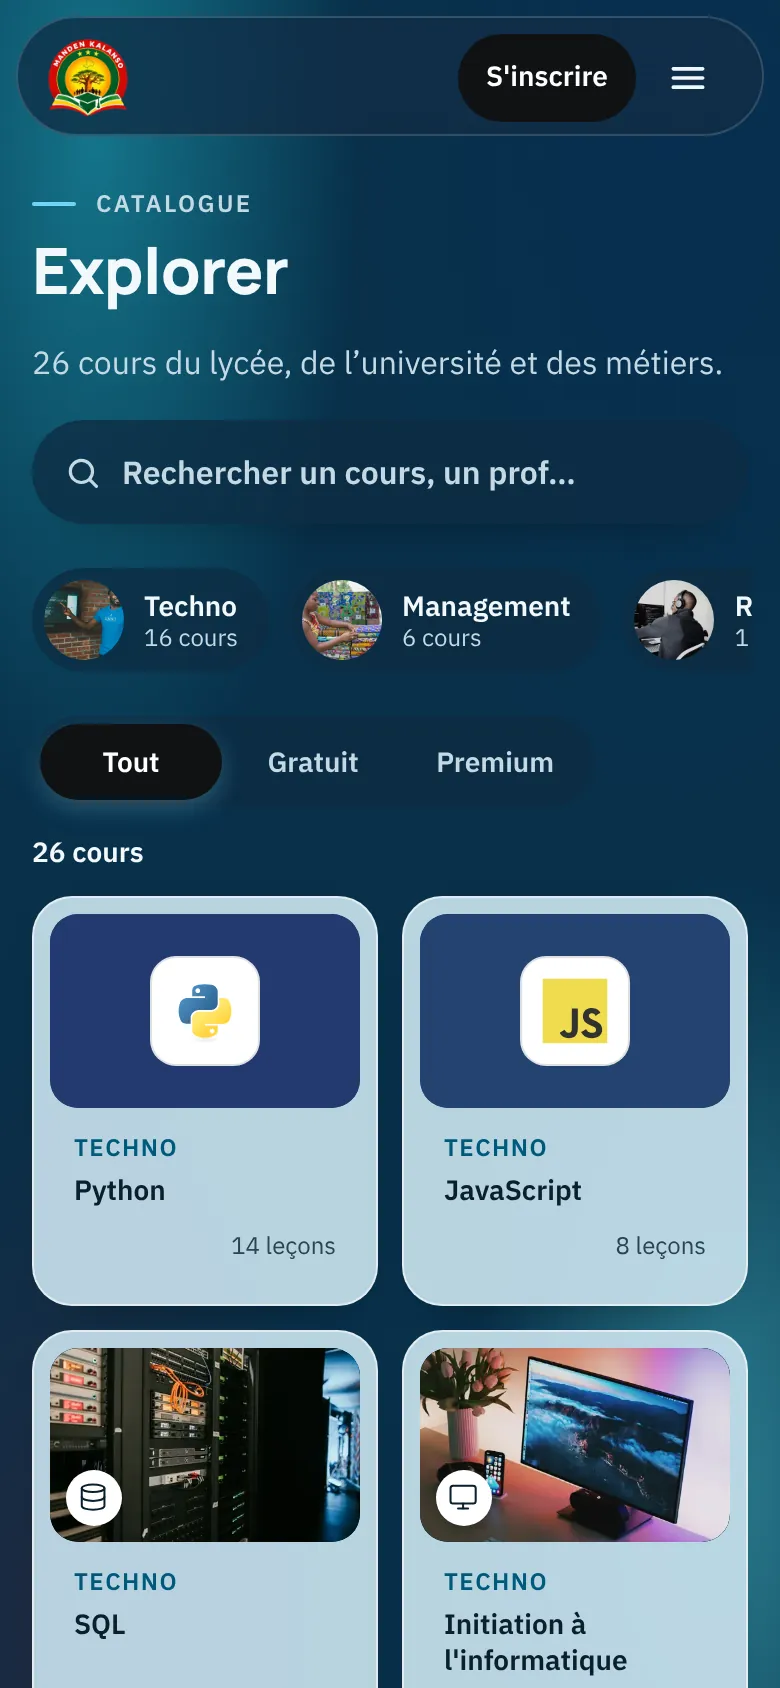 MANDEN KALANSO
S'inscrire
CATALOGUE
Explorer
26 cours du lycée, de l’université et des métiers.
Rechercher un cours, un prof...
Techno
16 cours
Management
6 cours
R
1
Tout
Gratuit
Premium
26 cours
JS
TECHNO
Python
14 leçons
TECHNO
JavaScript
8 leçons
TECHNO
SQL
TECHNO
Initiation à
l'informatique